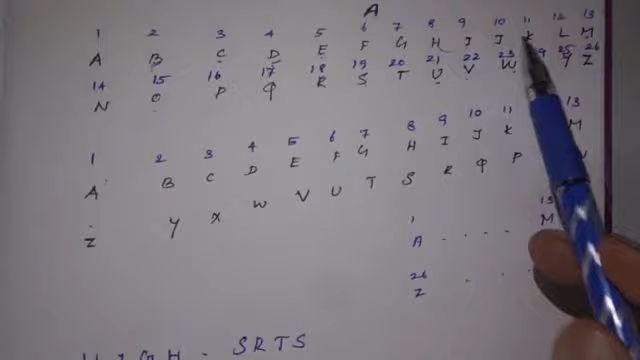 A
1 2 3 4 5 6 7 8 9 10 11 12 13
A B C D E F G H I J K L M
14 15 16 17 18 19 20 21 22 23 25 26
N O P Q R S T U V W Y Z
1 2 3 4 5 6 7 8 9 10 11 13
A B C D E F G H I J K M
Z Y X W V U T S R Q P
1 13
A . . . . M
26
Z . . .
HIGH - SRTS